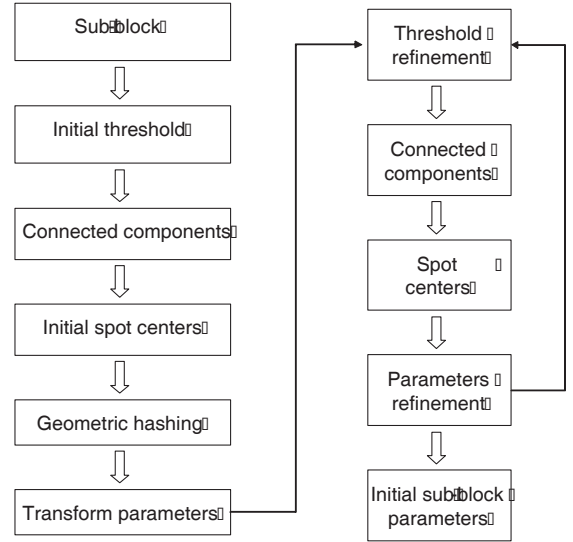 Sub-block
Initial threshold
Connected components
Initial spot centers
Geometric hashing
Transform parameters
Threshold
refinement
Connected
components
Spot
centers
Parameters
refinement
Initial sub-block
parameters